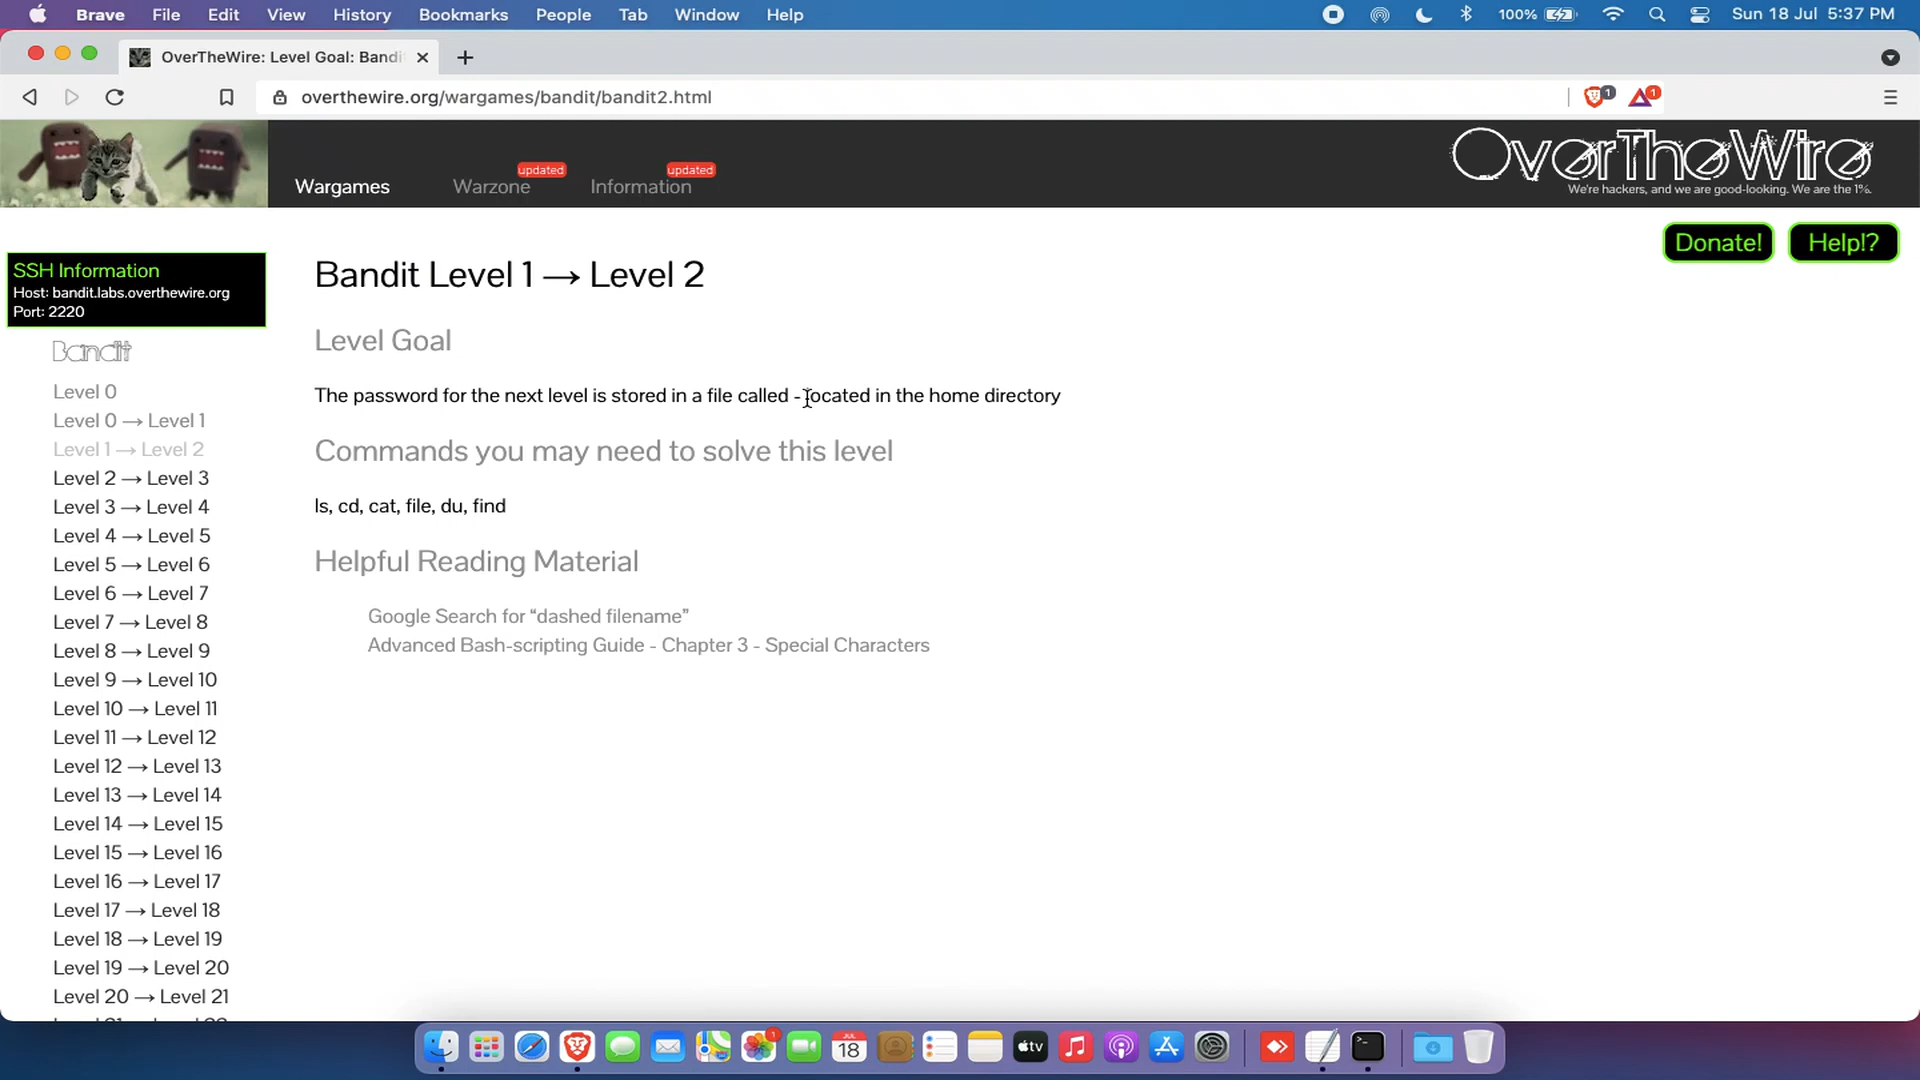 Brave File Edit View History Bookmarks People Tab Window Help 100% Sun 18 Jul 5:37 PM
OverTheWire: Level Goal: Bandi
overthewire.org/wargames/bandit/bandit2.html 1 1
Wargames Warzone updated Information updated
OverTheWire
We're hackers, and we are good-looking. We are the 1%.
Donate! Help!?
SSH Information
Host: bandit.labs.overthewire.org
Port: 2220
Bandit
Level 0
Level 0 → Level 1
Level 1 → Level 2
Level 2 → Level 3
Level 3 → Level 4
Level 4 → Level 5
Level 5 → Level 6
Level 6 → Level 7
Level 7 → Level 8
Level 8 → Level 9
Level 9 → Level 10
Level 10 → Level 11
Level 11 → Level 12
Level 12 → Level 13
Level 13 → Level 14
Level 14 → Level 15
Level 15 → Level 16
Level 16 → Level 17
Level 17 → Level 18
Level 18 → Level 19
Level 19 → Level 20
Level 20 → Level 21
Bandit Level 1 → Level 2
Level Goal
The password for the next level is stored in a file called - located in the home directory
Commands you may need to solve this level
ls, cd, cat, file, du, find
Helpful Reading Material
Google Search for “dashed filename”
Advanced Bash-scripting Guide - Chapter 3 - Special Characters
1
JUL
18
tv